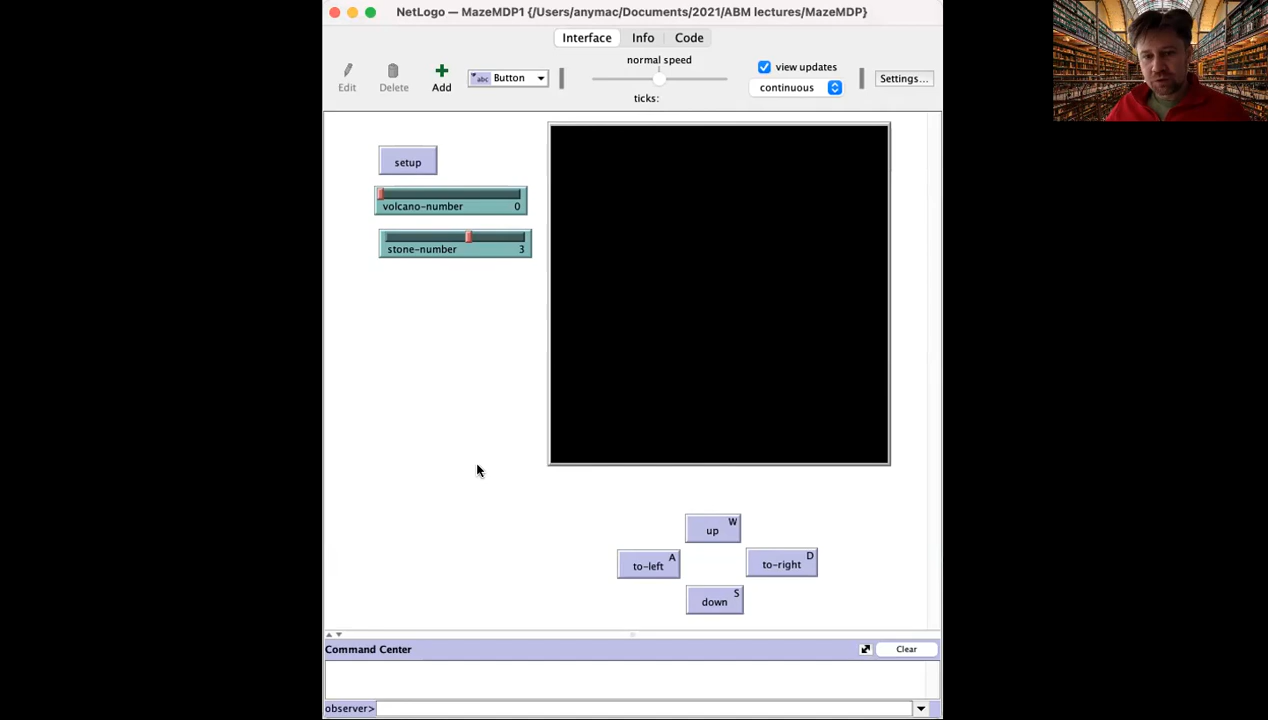 NetLogo — MazeMDP1 {/Users/anymac/Documents/2021/ABM lectures/MazeMDP}
Interface Info Code
Edit Delete Add abc Button normal speed ticks: view updates continuous Settings...
setup
volcano-number 0
stone-number 3
up W
to-left A
to-right D
down S
Command Center Clear
observer>